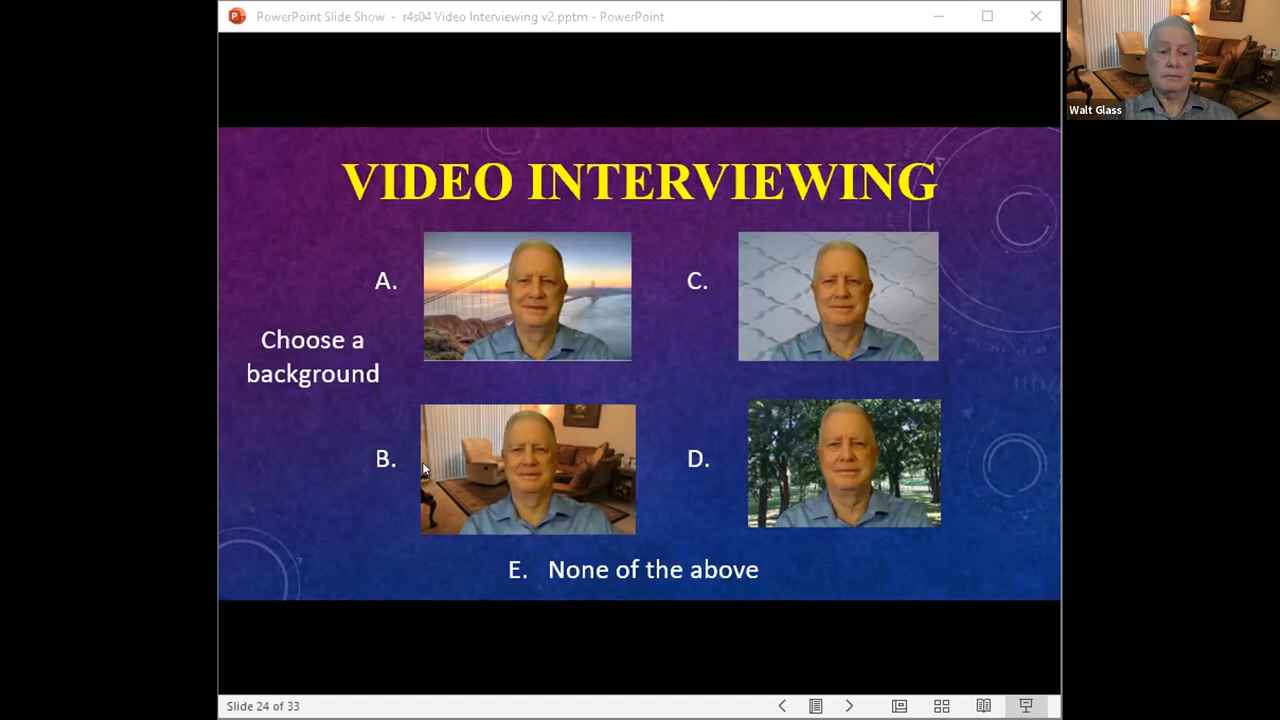 PowerPoint Slide Show - r4s04 Video Interviewing v2.pptm - PowerPoint
Walt Glass
VIDEO INTERVIEWING
A.
C.
Choose a
background
B.
D.
E. None of the above
Slide 24 of 33